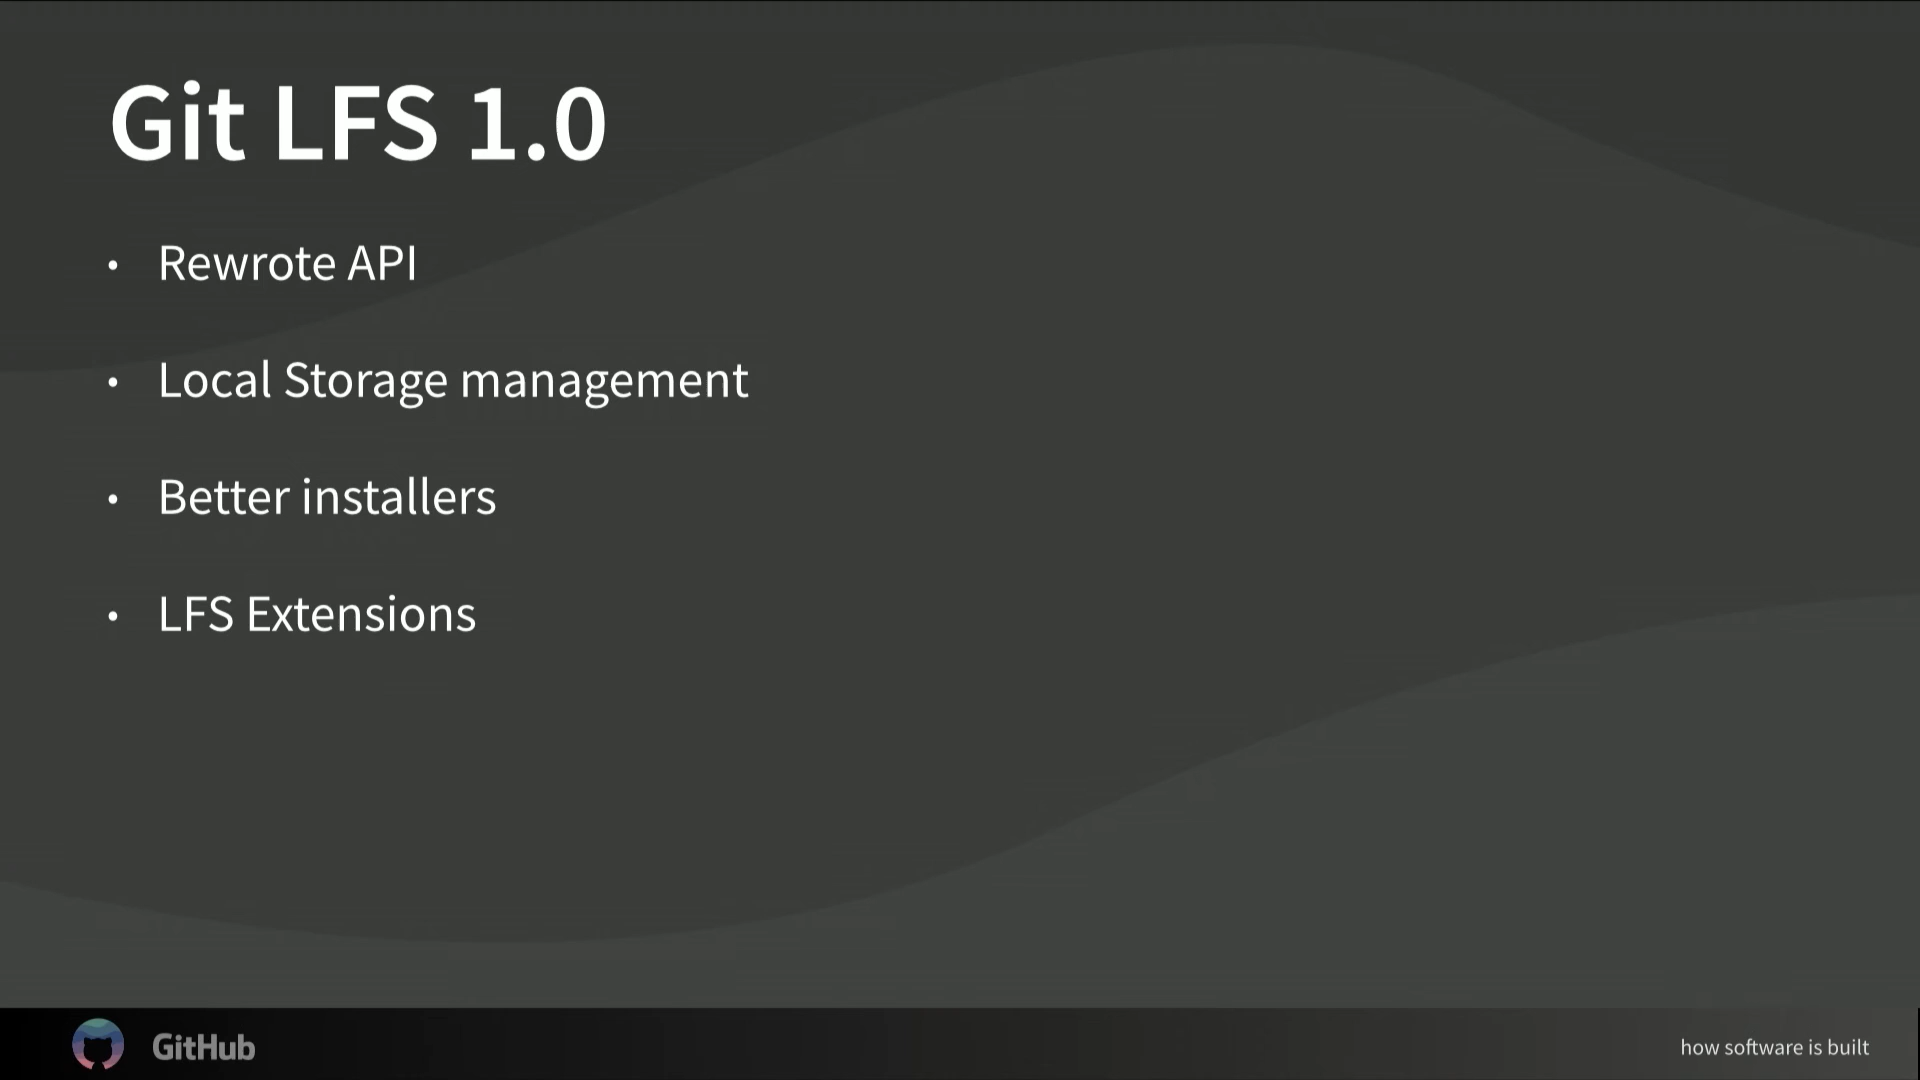 Git LFS 1.0
• Rewrote API
• Local Storage management
• Better installers
• LFS Extensions
GitHub
how software is built